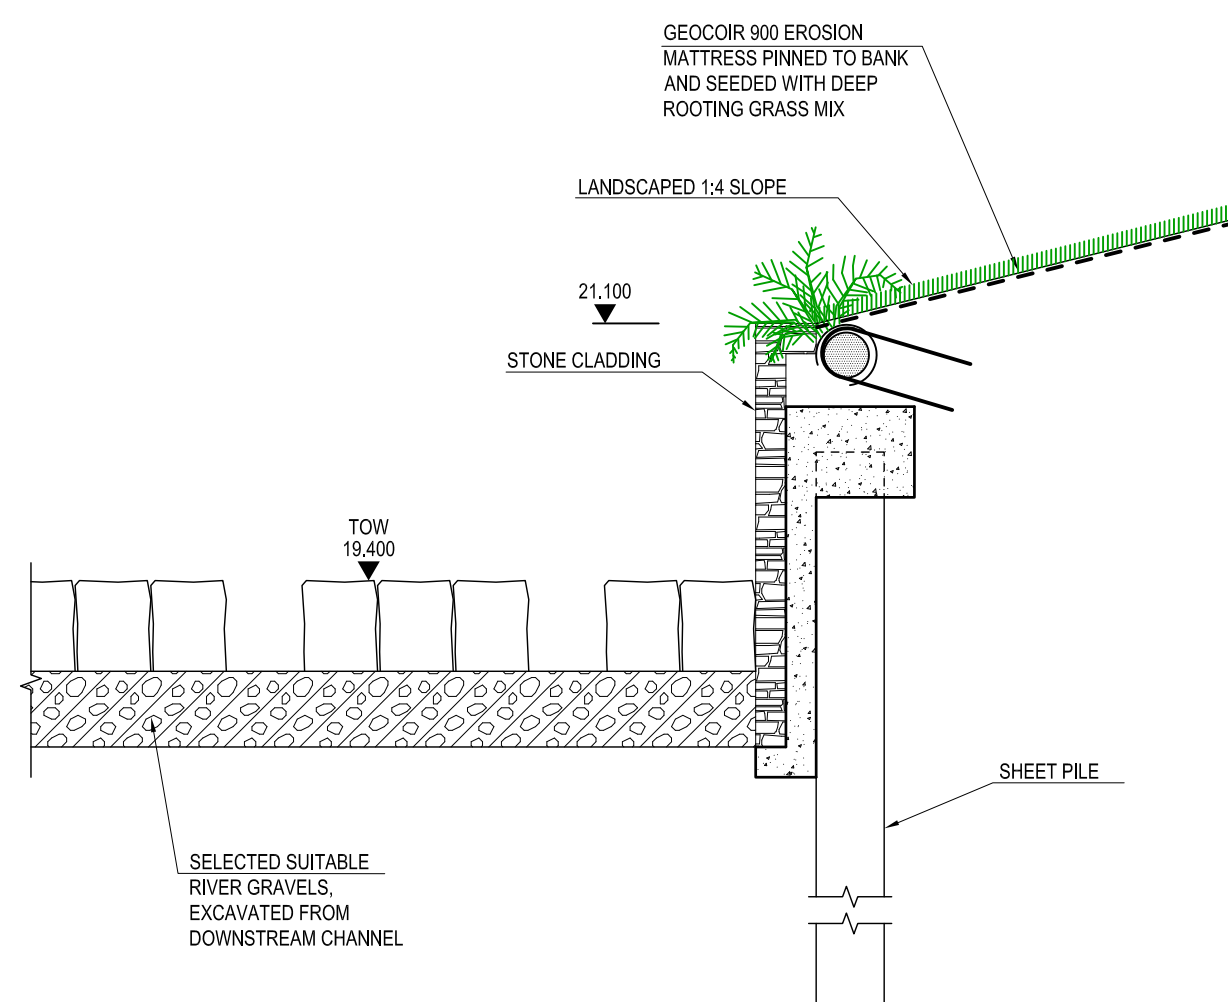 GEOCOIR 900 EROSION
MATTRESS PINNED TO BANK
AND SEEDED WITH DEEP
ROOTING GRASS MIX
LANDSCAPED 1:4 SLOPE
21.100
STONE CLADDING
TOW
19.400
SHEET PILE
SELECTED SUITABLE
RIVER GRAVELS,
EXCAVATED FROM
DOWNSTREAM CHANNEL